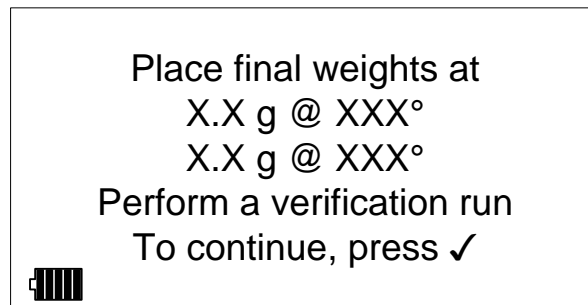 Place final weights at
X.X g @ XXX°
X.X g @ XXX°
Perform a verification run
To continue, press ✓